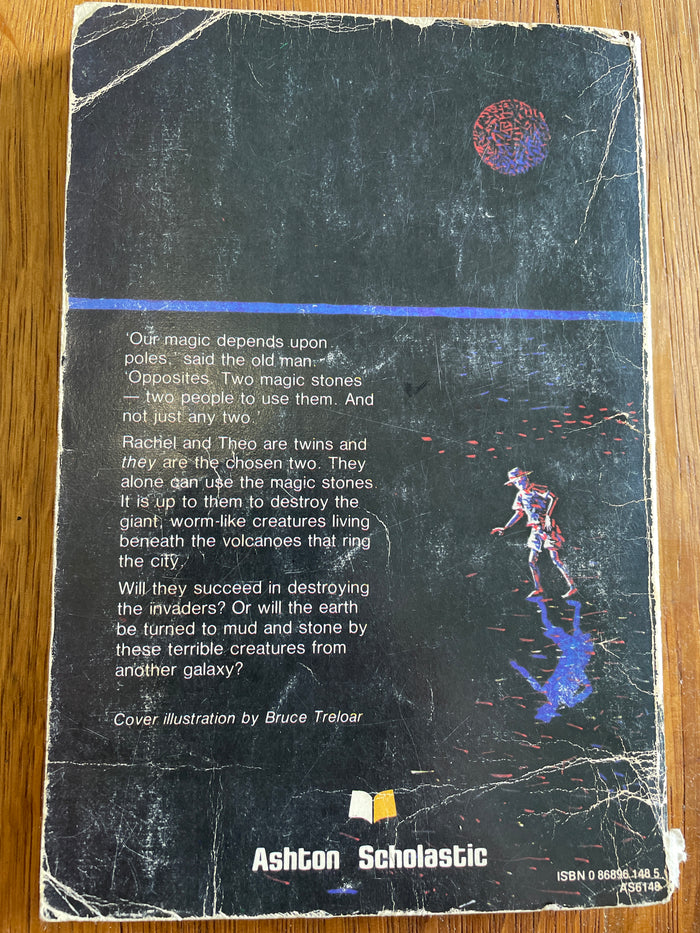 'Our magic depends upon
poles,' said the old man.
'Opposites. Two magic stones
— two people to use them. And
not just any two.'
Rachel and Theo are twins and
they are the chosen two. They
alone can use the magic stones.
It is up to them to destroy the
giant, worm-like creatures living
beneath the volcanoes that ring
the city.
Will they succeed in destroying
the invaders? Or will the earth
be turned to mud and stone by
these terrible creatures from
another galaxy?
Cover illustration by Bruce Treloar
Ashton Scholastic
ISBN 0 86896 148 5
AS6148